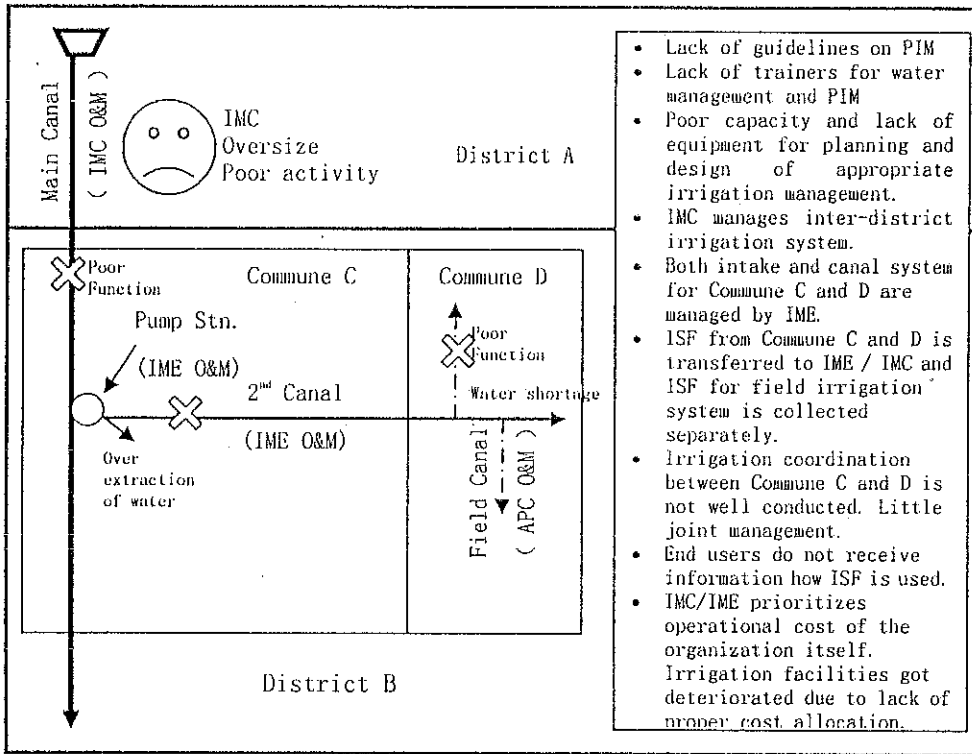 Main Canal
( IMC O&M )
IMC
Oversize
Poor activity
District A
Poor
Function
Commune C
Commune D
Pump Stn.
(IME O&M)
2nd Canal
(IME O&M)
Over
extraction
of water
Poor
Function
Water shortage
Field Canal
( APC O&M )
District B
• Lack of guidelines on PIM
• Lack of trainers for water
management and PIM
• Poor capacity and lack of
equipment for planning and
design of appropriate
irrigation management.
• IMC manages inter-district
irrigation system.
• Both intake and canal system
for Commune C and D are
managed by IME.
• ISF from Commune C and D is
transferred to IME / IMC and
ISF for field irrigation
system is collected
separately.
• Irrigation coordination
between Commune C and D is
not well conducted. Little
joint management.
• End users do not receive
information how ISF is used.
• IMC/IME prioritizes
operational cost of the
organization itself.
Irrigation facilities got
deteriorated due to lack of
proper cost allocation.